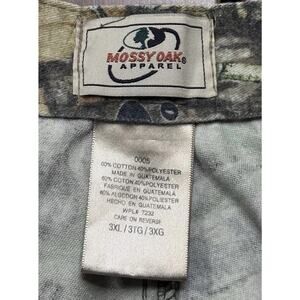 MOSSY OAK®
APPAREL
0005
60% COTTON 40% POLYESTER
MADE IN GUATEMALA
60% COTON 40% POLYESTER
FABRIQUE EN GUATEMALA
60% ALGODON 40% POLIESTER
HECHO EN GUATEMALA
WPL# 7232
CARE ON REVERSE
3XL / 3TG / 3XG